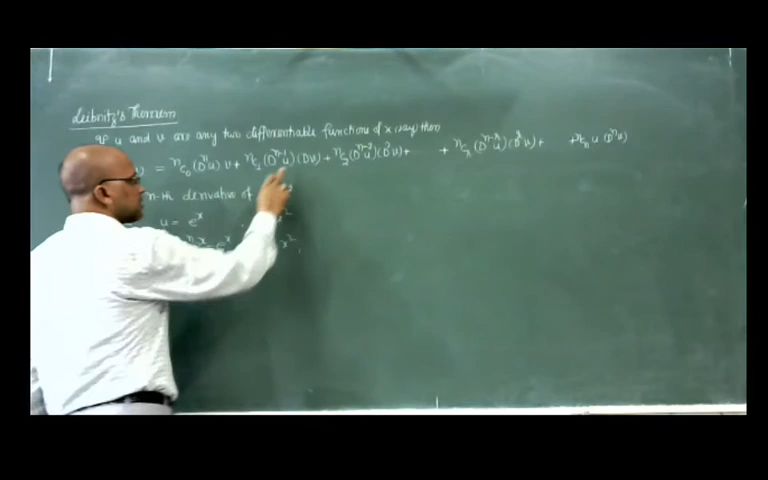 Leibnitz's Theorem
If u and v are any two differentiable functions of x (say) then
v = ⁿC₀ (Dⁿu) v + ⁿC₁ (Dⁿ⁻¹u)(Dv) + ⁿC₂ (Dⁿ⁻²u)(D²v) + + ⁿCᵣ (Dⁿ⁻ʳu)(Dʳv) + + ⁿCₙ u (Dⁿv)
n-th derivative of
u = eˣ